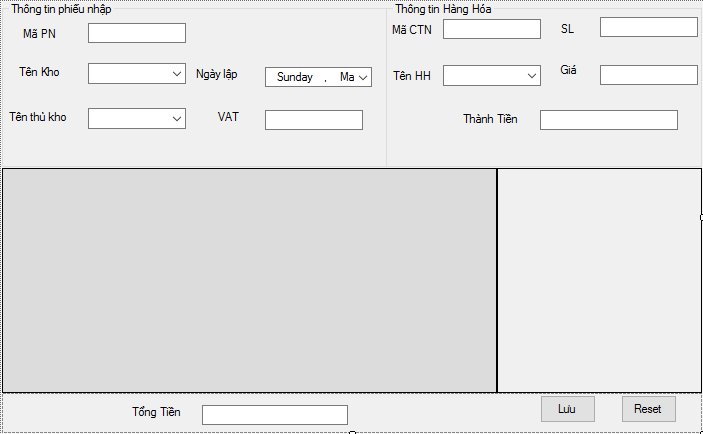 Thông tin phiếu nhập
Mã PN
Tên Kho
Ngày lập
Sunday , Ma
Tên thủ kho
VAT
Thông tin Hàng Hóa
Mã CTN
SL
Tên HH
Giá
Thành Tiền
Tổng Tiền
Lưu
Reset